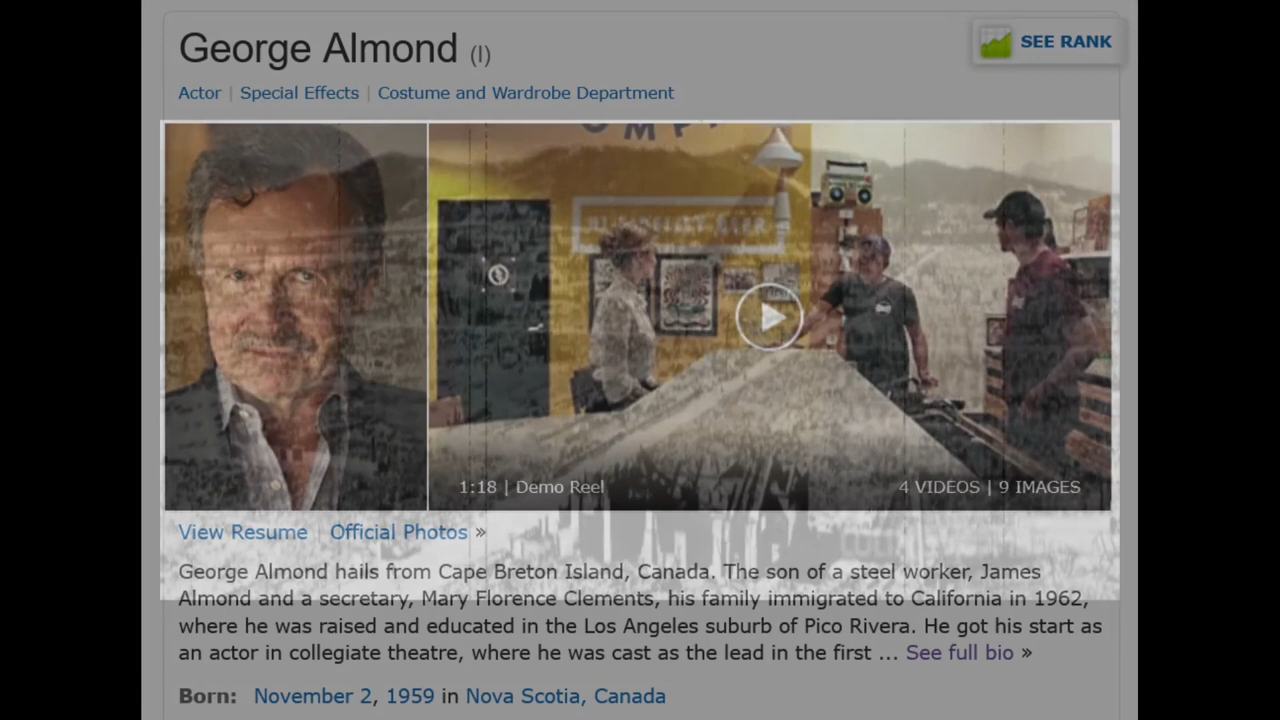 George Almond (I)
SEE RANK
Actor | Special Effects | Costume and Wardrobe Department
OMP
1:18 | Demo Reel
4 VIDEOS | 9 IMAGES
View Resume | Official Photos »
George Almond hails from Cape Breton Island, Canada. The son of a steel worker, James
Almond and a secretary, Mary Florence Clements, his family immigrated to California in 1962,
where he was raised and educated in the Los Angeles suburb of Pico Rivera. He got his start as
an actor in collegiate theatre, where he was cast as the lead in the first ... See full bio »
Born: November 2, 1959 in Nova Scotia, Canada